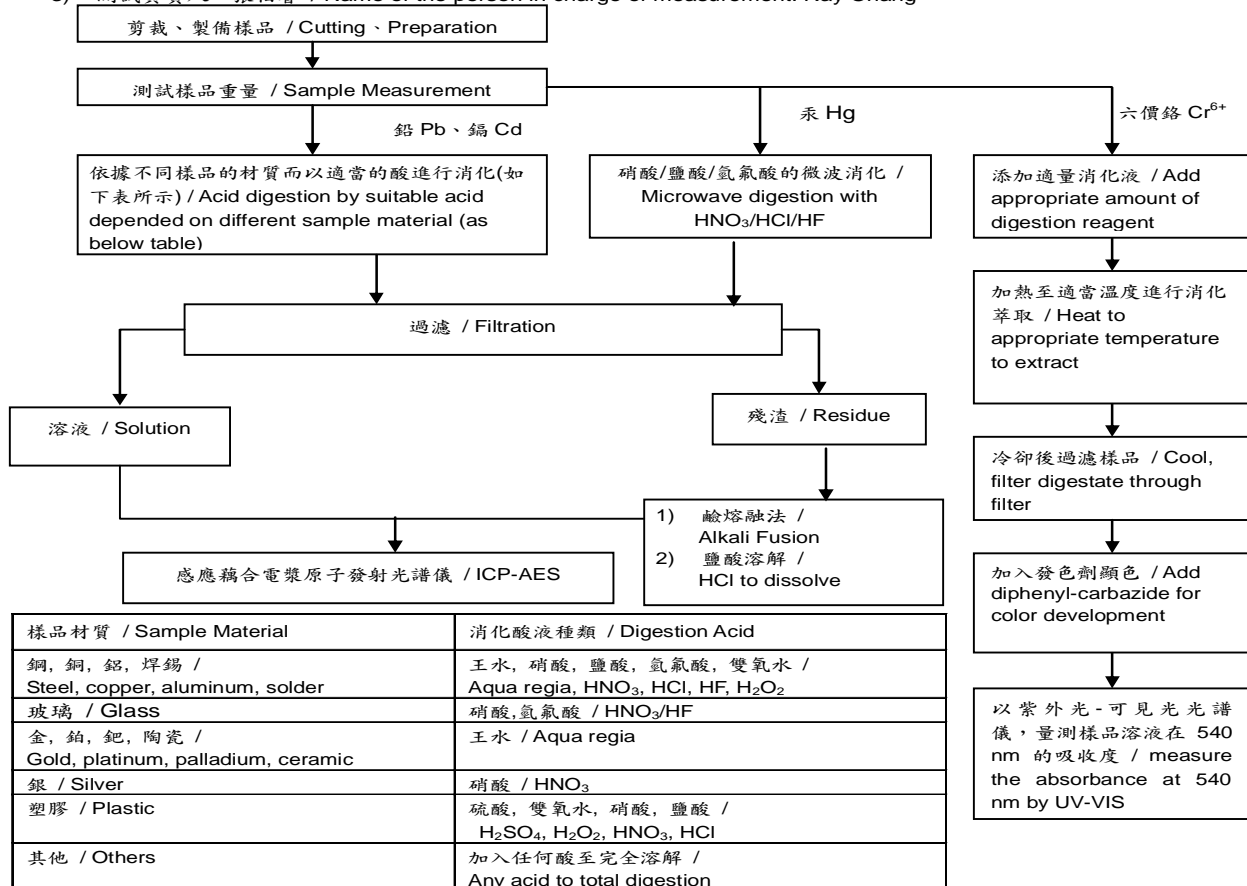 Name of the person in charge of measurement: Ray Chang
剪裁、製備樣品 / Cutting、Preparation
測試樣品重量 / Sample Measurement
鉛 Pb、鎘 Cd
汞 Hg
六價鉻 Cr⁶⁺
依據不同樣品的材質而以適當的酸進行消化(如
下表所示) / Acid digestion by suitable acid
depended on different sample material (as
below table)
硝酸/鹽酸/氫氟酸的微波消化 /
Microwave digestion with
HNO₃/HCl/HF
添加適量消化液 / Add
appropriate amount of
digestion reagent
過濾 / Filtration
加熱至適當溫度進行消化
萃取 / Heat to
appropriate temperature
to extract
溶液 / Solution
殘渣 / Residue
冷卻後過濾樣品 / Cool,
filter digestate through
filter
1) 鹼熔融法 /
Alkali Fusion
2) 鹽酸溶解 /
HCl to dissolve
感應藕合電漿原子發射光譜儀 / ICP-AES
加入發色劑顯色 / Add
diphenyl-carbazide for
color development
以紫外光-可見光光譜
儀，量測樣品溶液在 540
nm 的吸收度 / measure
the absorbance at 540
nm by UV-VIS
樣品材質 / Sample Material
消化酸液種類 / Digestion Acid
鋼, 銅, 鋁, 焊錫 /
Steel, copper, aluminum, solder
王水, 硝酸, 鹽酸, 氫氟酸, 雙氧水 /
Aqua regia, HNO₃, HCl, HF, H₂O₂
玻璃 / Glass
硝酸,氫氟酸 / HNO₃/HF
金, 鉑, 鈀, 陶瓷 /
Gold, platinum, palladium, ceramic
王水 / Aqua regia
銀 / Silver
硝酸 / HNO₃
塑膠 / Plastic
硫酸, 雙氧水, 硝酸, 鹽酸 /
H₂SO₄, H₂O₂, HNO₃, HCl
其他 / Others
加入任何酸至完全溶解 /
Any acid to total digestion